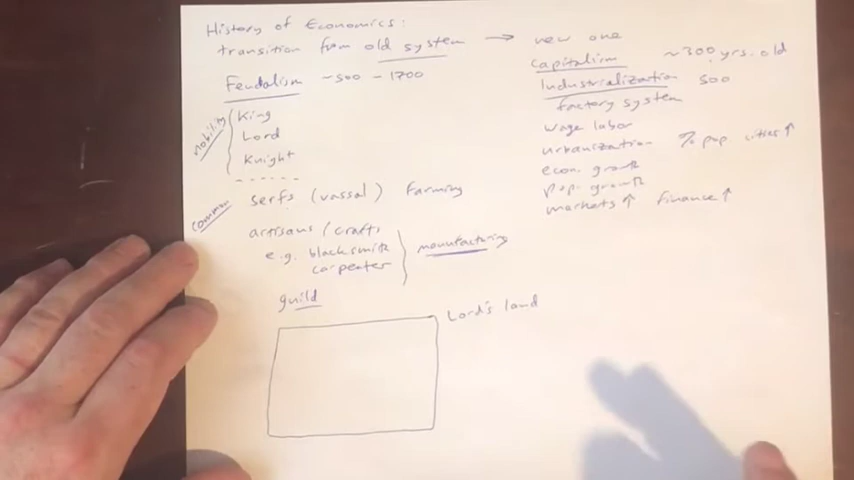 History of Economics:
transition from old system → new one
Feudalism ~500 - 1700
Nobility
King
Lord
Knight
common
serfs (vassal) Farming
artisans / crafts
e.g. blacksmith
carpenter
manufacturing
guild
Lord's land
capitalism ~300 yrs. old
Industrialization 500
factory system
wage labor
urbanization % pop cities ↑
econ. growth
pop. growth
markets ↑ finance ↑